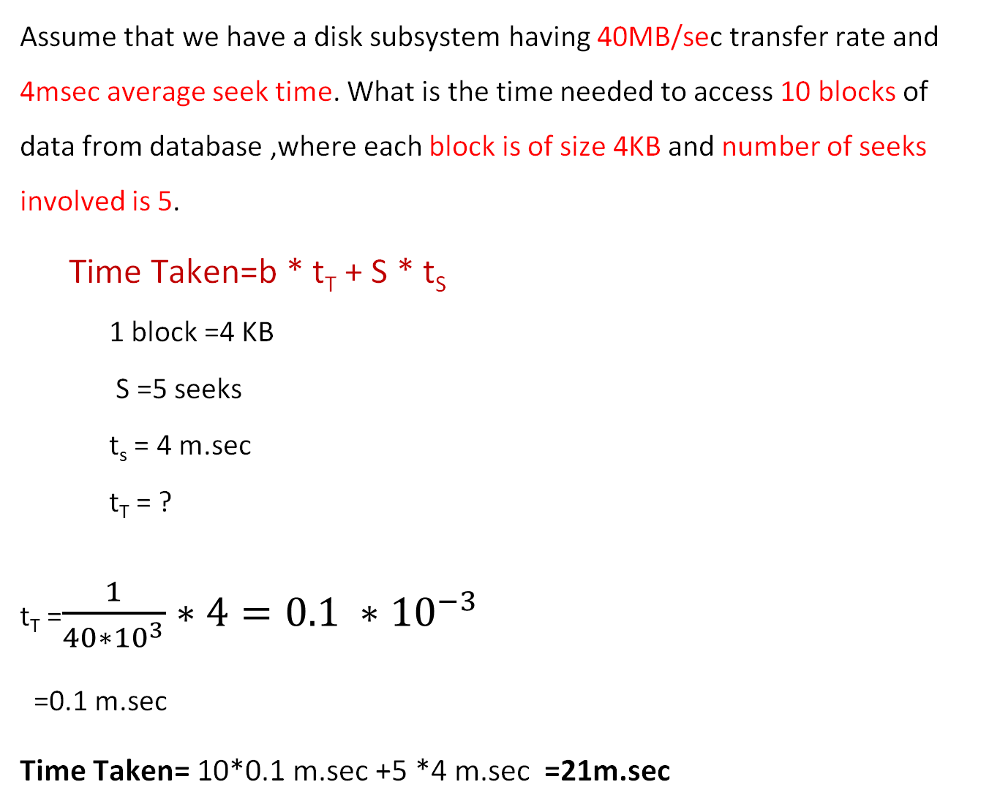 Assume that we have a disk subsystem having 40MB/sec transfer rate and
4msec average seek time. What is the time needed to access 10 blocks of
data from database ,where each block is of size 4KB and number of seeks
involved is 5.
Time Taken=b * t_T + S * t_S
1 block =4 KB
S =5 seeks
t_s = 4 m.sec
t_T = ?
t_T = 1/(40∗10^3) ∗ 4 = 0.1 ∗ 10^−3
=0.1 m.sec
Time Taken= 10*0.1 m.sec +5 *4 m.sec =21m.sec